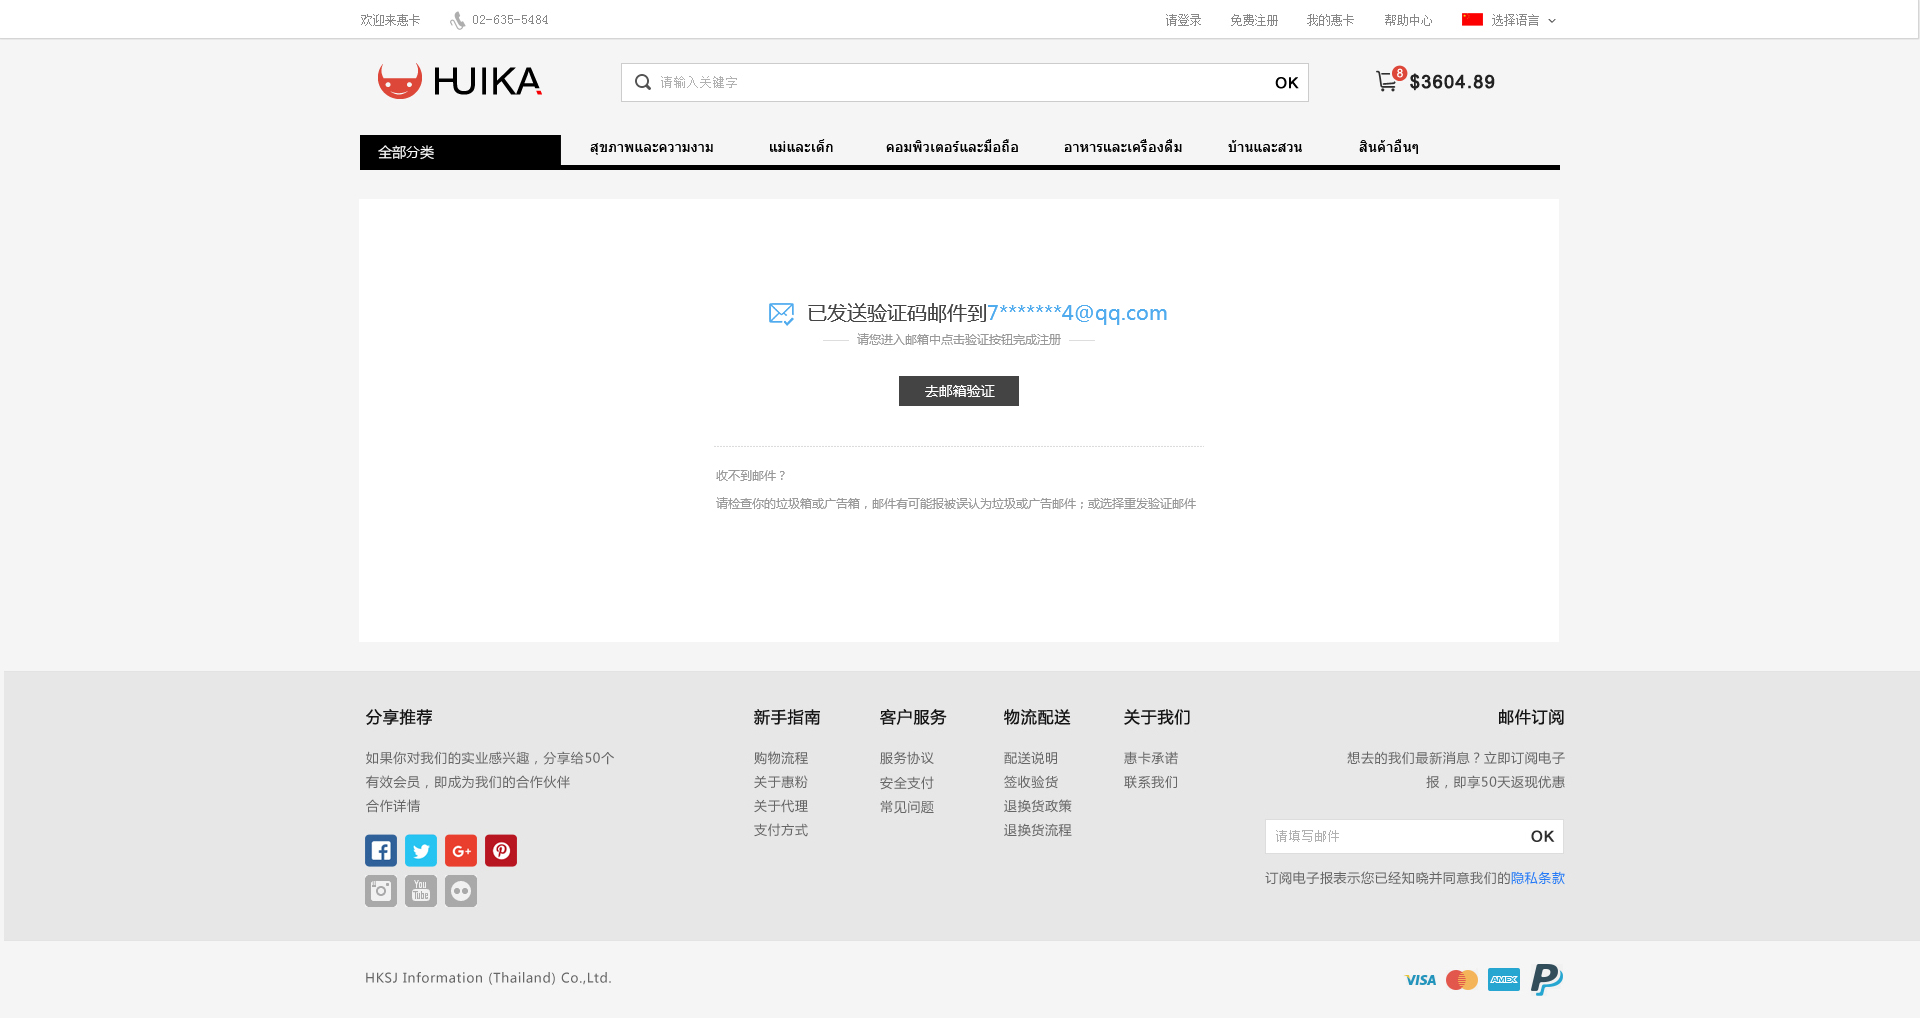 欢迎来惠卡
02-635-5484
请登录
免费注册
我的惠卡
帮助中心
选择语言
HUIKA
请输入关键字
OK
8
$3604.89
全部分类
สุขภาพและความงาม
แม่และเด็ก
คอมพิวเตอร์และมือถือ
อาหารและเครื่องดื่ม
บ้านและสวน
สินค้าอื่นๆ
已发送验证码邮件到7*******4@qq.com
请您进入邮箱中点击验证按钮完成注册
去邮箱验证
收不到邮件？
请检查你的垃圾箱或广告箱，邮件有可能报被误认为垃圾或广告邮件；或选择重发验证邮件
分享推荐
如果你对我们的实业感兴趣，分享给50个
有效会员，即成为我们的合作伙伴
合作详情
G+
You
Tube
新手指南
购物流程
关于惠粉
关于代理
支付方式
客户服务
服务协议
安全支付
常见问题
物流配送
配送说明
签收验货
退换货政策
退换货流程
关于我们
惠卡承诺
联系我们
邮件订阅
想去的我们最新消息？立即订阅电子
报，即享50天返现优惠
请填写邮件
OK
订阅电子报表示您已经知晓并同意我们的隐私条款
HKSJ Information (Thailand) Co.,Ltd.
VISA
AMEX